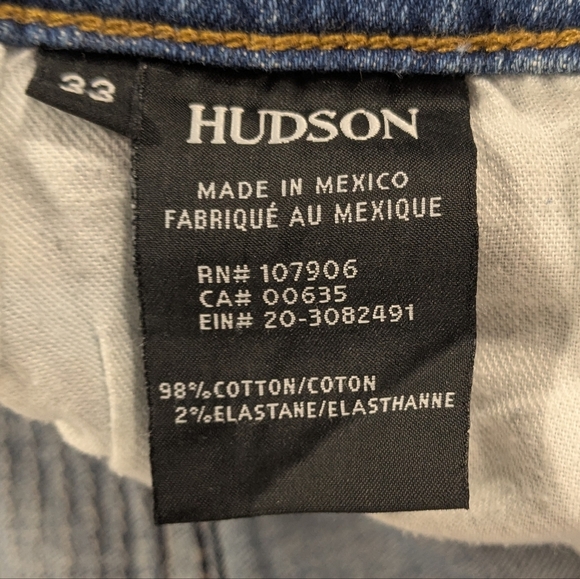 33
HUDSON
MADE IN MEXICO
FABRIQUÉ AU MEXIQUE
RN# 107906
CA# 00635
EIN# 20-3082491
98%COTTON/COTON
2%ELASTANE/ELASTHANNE